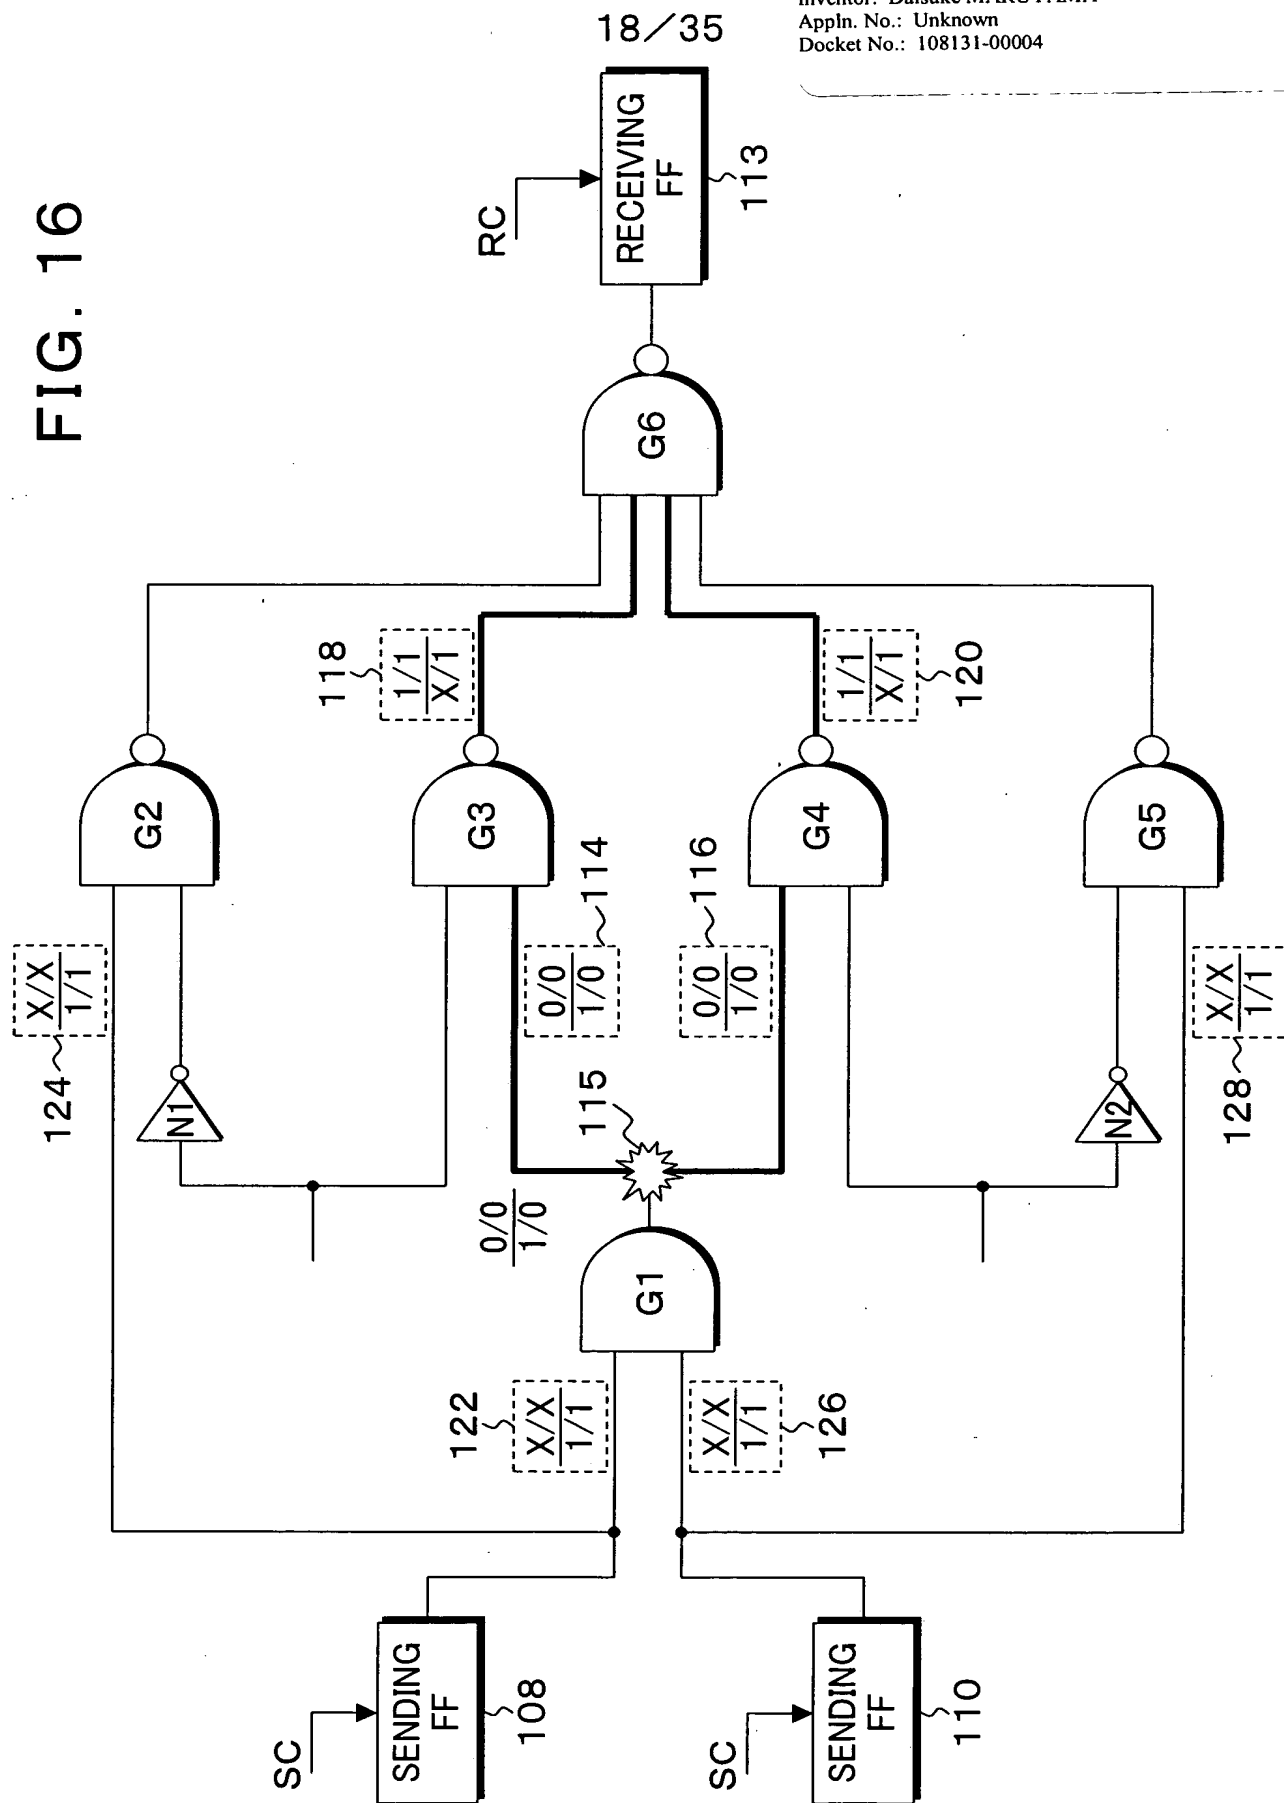 Appln. No.: Unknown
Docket No.: 108131-00004
18/35
FIG. 16
RC
RECEIVING
FF
113
G6
118
1/1
X/1
1/1
X/1
120
G2
G3
G4
G5
124
X/X
1/1
114
0/0
1/0
116
0/0
1/0
X/X
1/1
128
N1
N2
115
0/0
1/0
G1
122
X/X
1/1
X/X
1/1
126
SC
SENDING
FF
108
SC
SENDING
FF
110